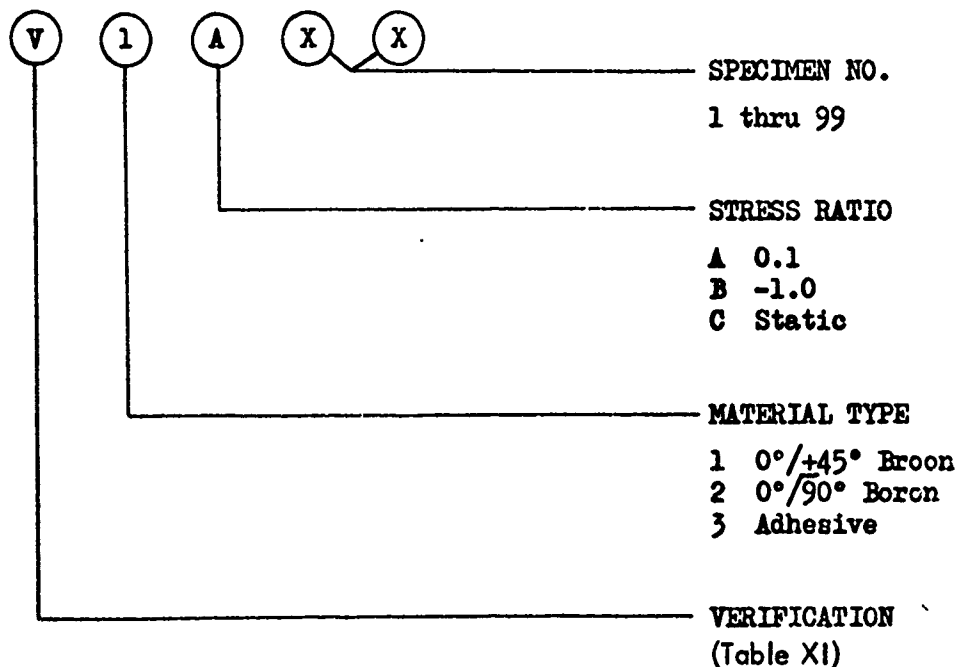 V 1 A X X
SPECIMEN NO.
1 thru 99
STRESS RATIO
A 0.1
B -1.0
C Static
MATERIAL TYPE
1 0°/±45° Broon
2 0°/90° Boron
3 Adhesive
VERIFICATION
(Table XI)